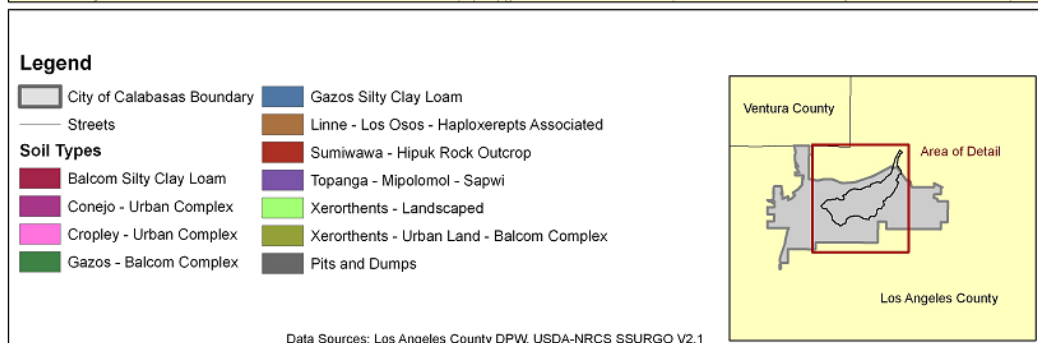 Legend
City of Calabasas Boundary
Streets
Soil Types
Balcom Silty Clay Loam
Conejo - Urban Complex
Cropley - Urban Complex
Gazos - Balcom Complex
Gazos Silty Clay Loam
Linne - Los Osos - Haploxerepts Associated
Sumiwawa - Hipuk Rock Outcrop
Topanga - Mipolomol - Sapwi
Xerorthents - Landscaped
Xerorthents - Urban Land - Balcom Complex
Pits and Dumps
Data Sources: Los Angeles County DPW, USDA-NRCS SSURGO V2.1
Ventura County
Area of Detail
Los Angeles County